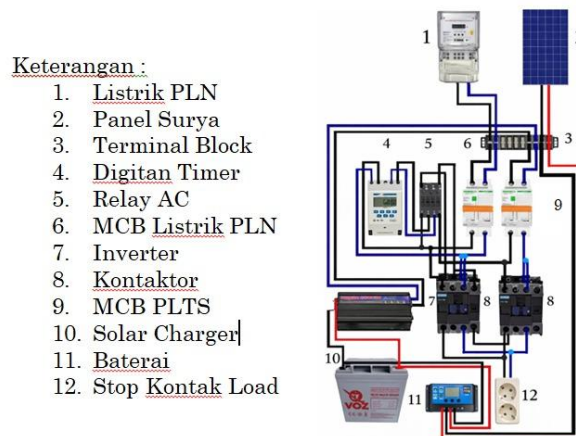 Keterangan :
1. Listrik PLN
2. Panel Surya
3. Terminal Block
4. Digitan Timer
5. Relay AC
6. MCB Listrik PLN
7. Inverter
8. Kontaktor
9. MCB PLTS
10. Solar Charger
11. Baterai
12. Stop Kontak Load
1
3
4
5
6
9
7
8
8
10
11
12
VOZ